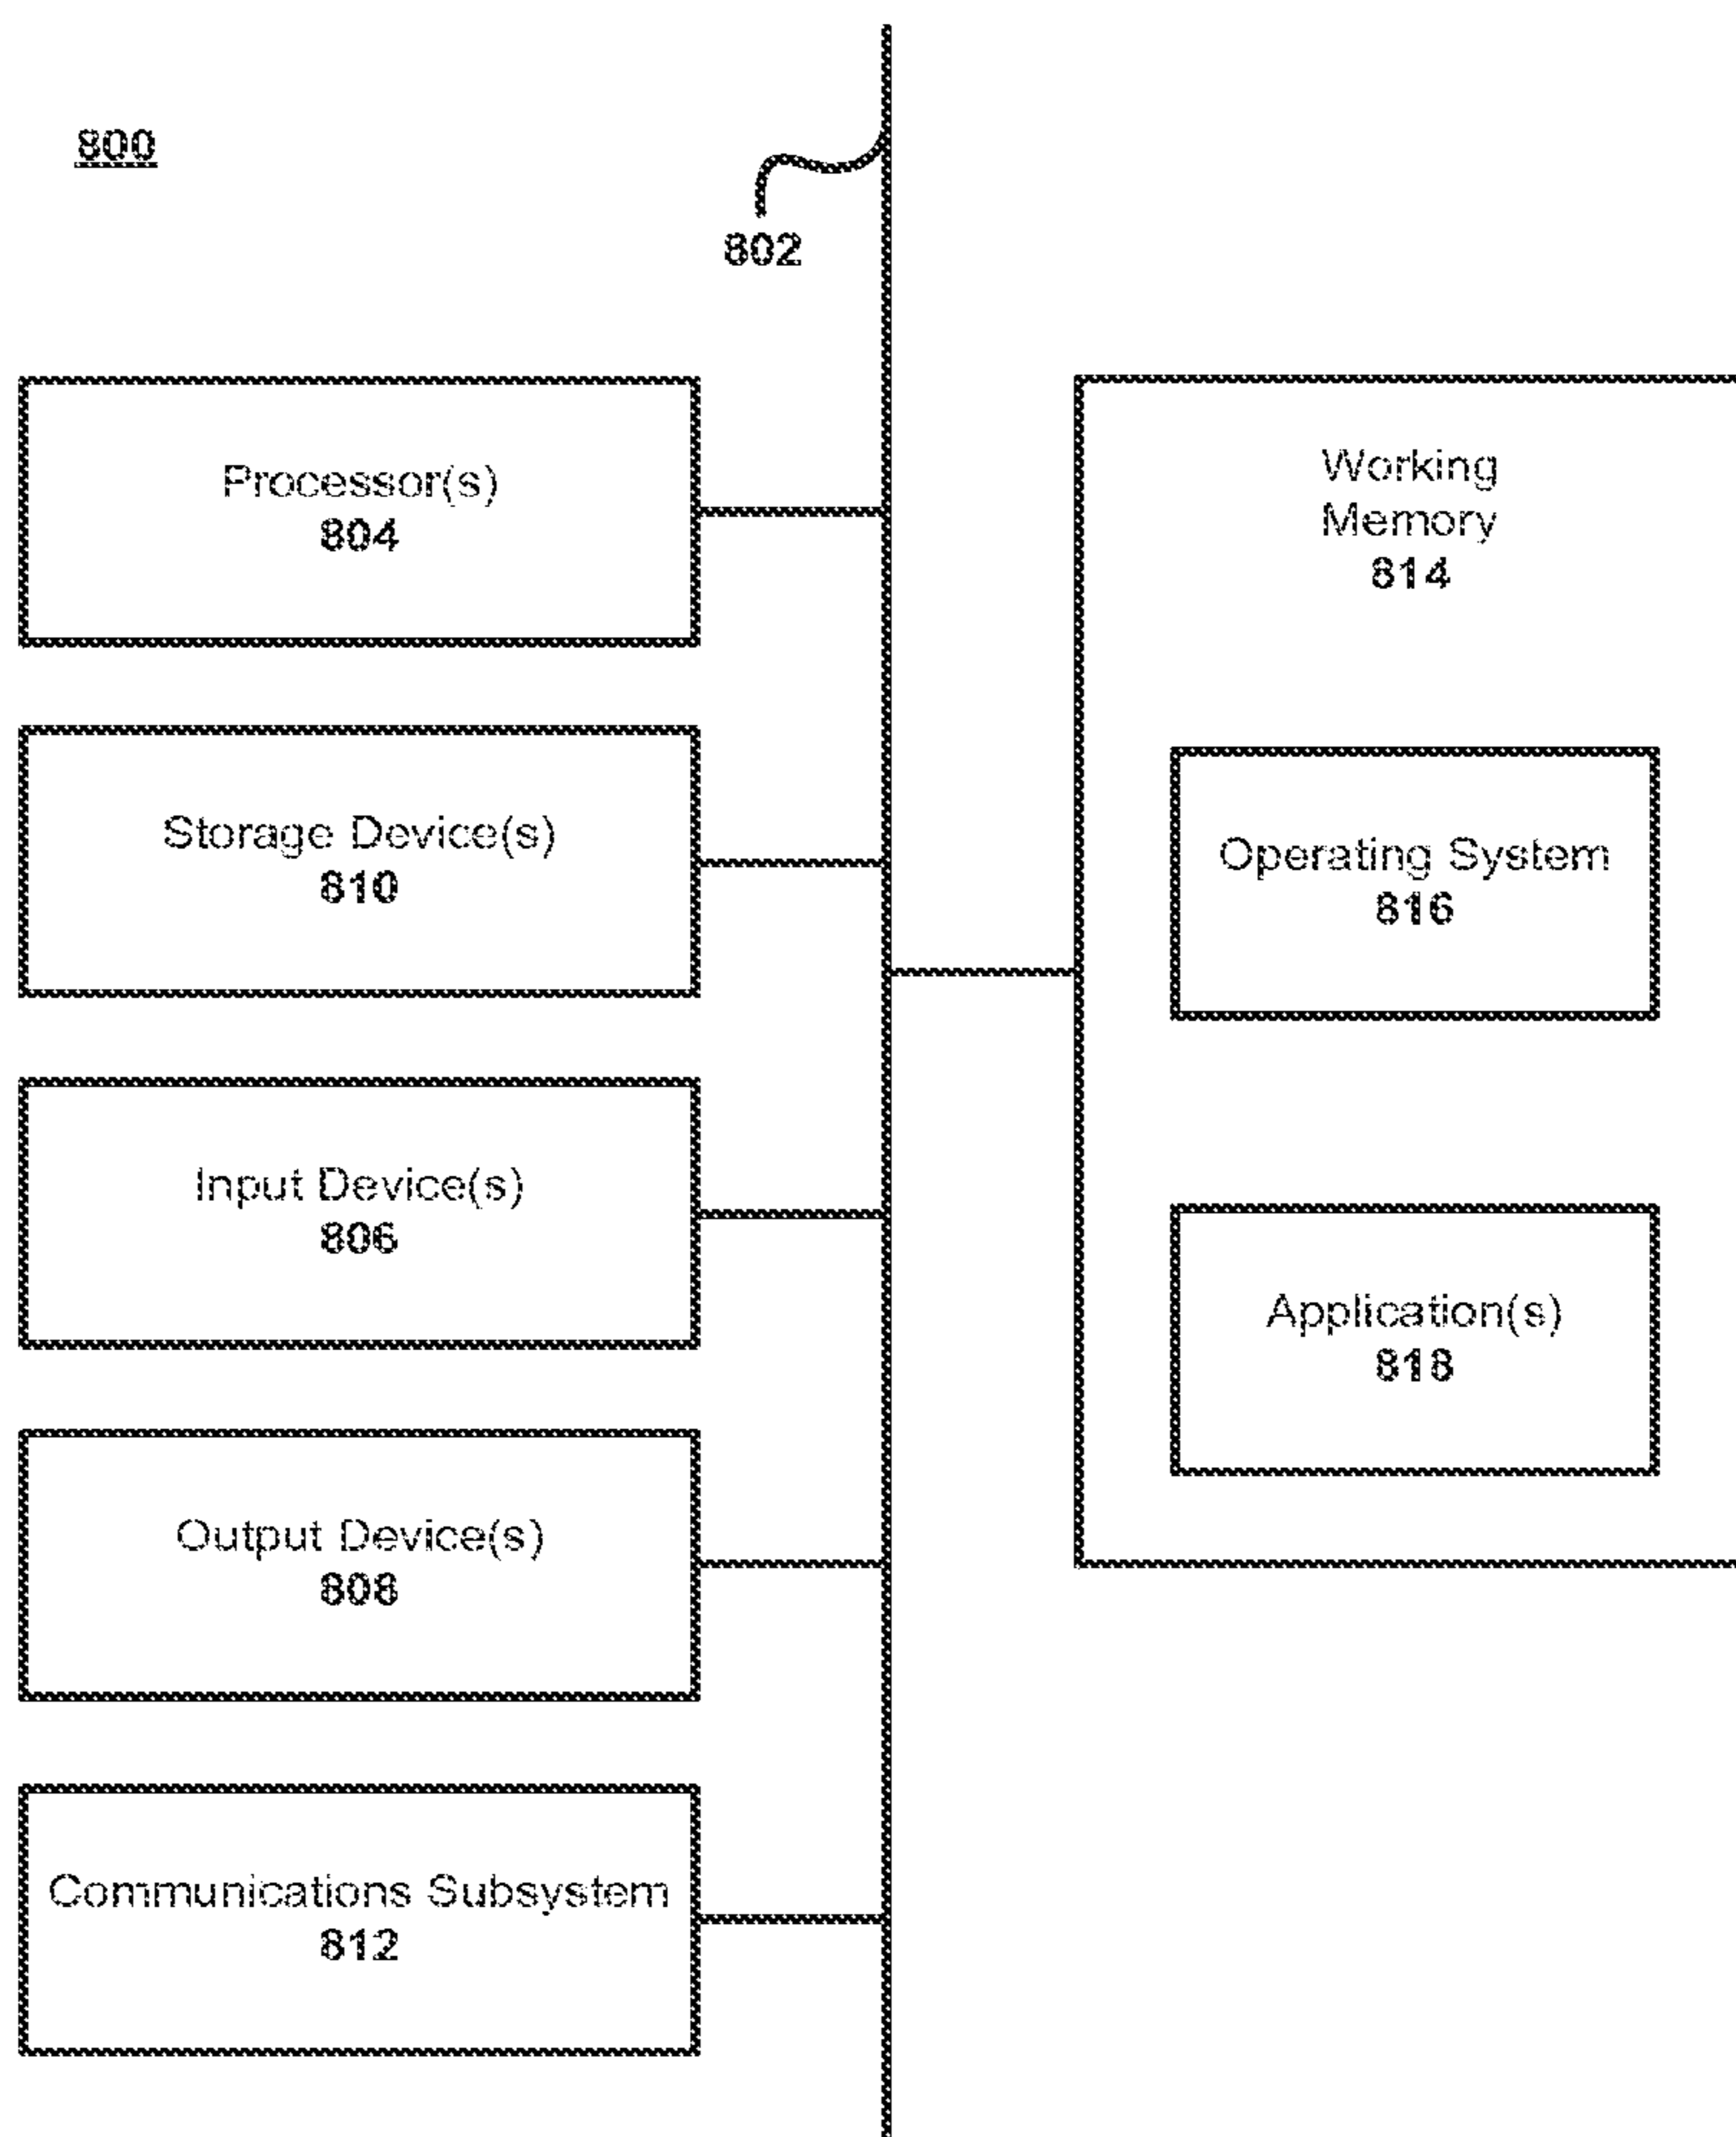 800
802
Processor(s)
804
Storage Device(s)
810
Input Device(s)
806
Output Device(s)
808
Communications Subsystem
812
Working
Memory
814
Operating System
816
Application(s)
818